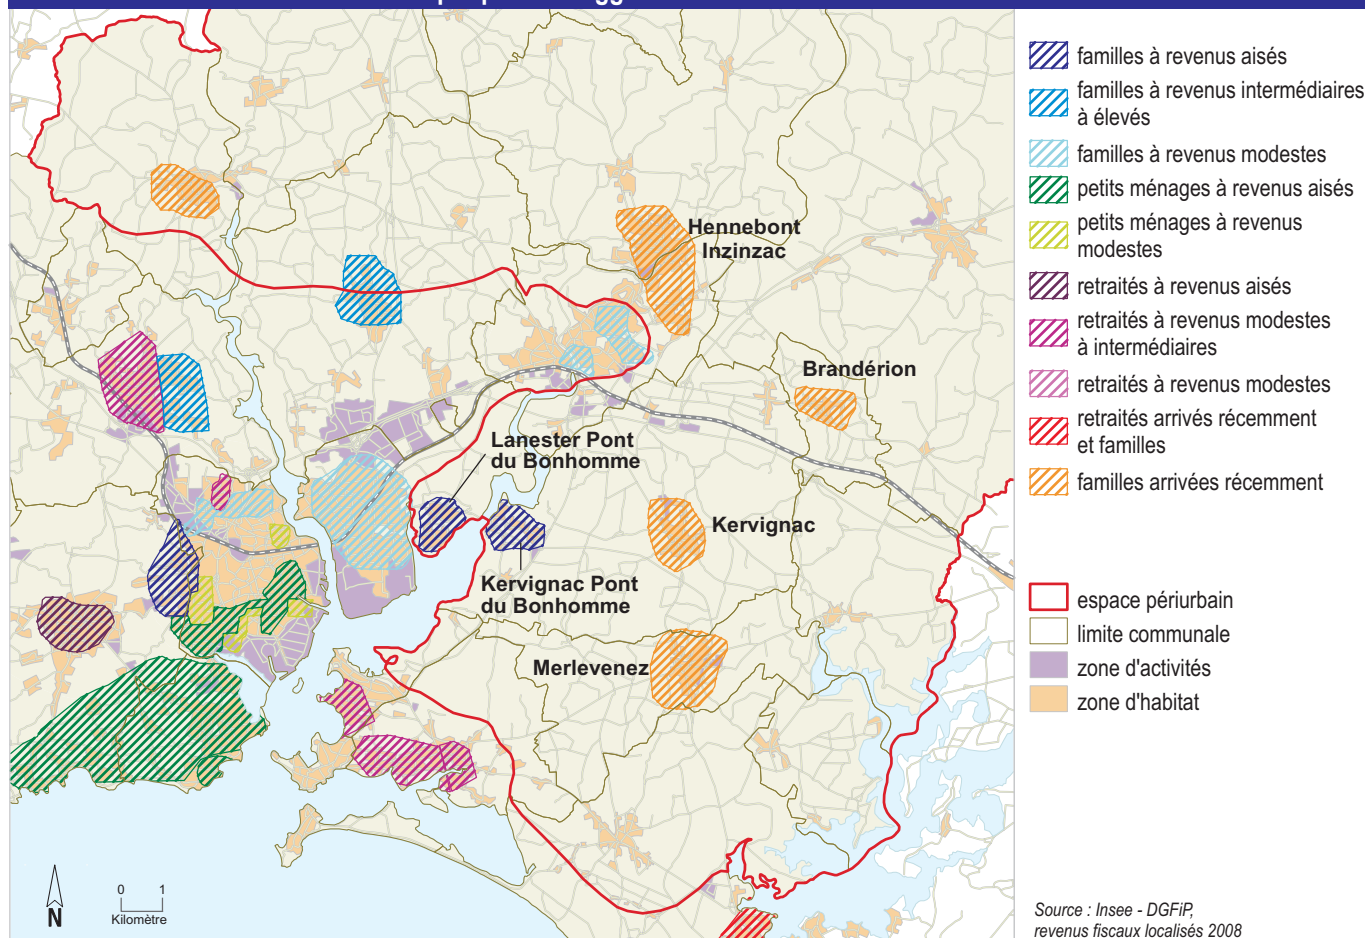 familles à revenus aisés
familles à revenus intermédiaires
à élevés
familles à revenus modestes
petits ménages à revenus aisés
petits ménages à revenus
modestes
retraités à revenus aisés
retraités à revenus modestes
à intermédiaires
retraités à revenus modestes
retraités arrivés récemment
et familles
familles arrivées récemment
espace périurbain
limite communale
zone d'activités
zone d'habitat
Hennebont
Inzinzac
Brandérion
Lanester Pont
du Bonhomme
Kervignac
Kervignac Pont
du Bonhomme
Merlevenez
N
0 1
Kilomètre
Source : Insee - DGFiP,
revenus fiscaux localisés 2008